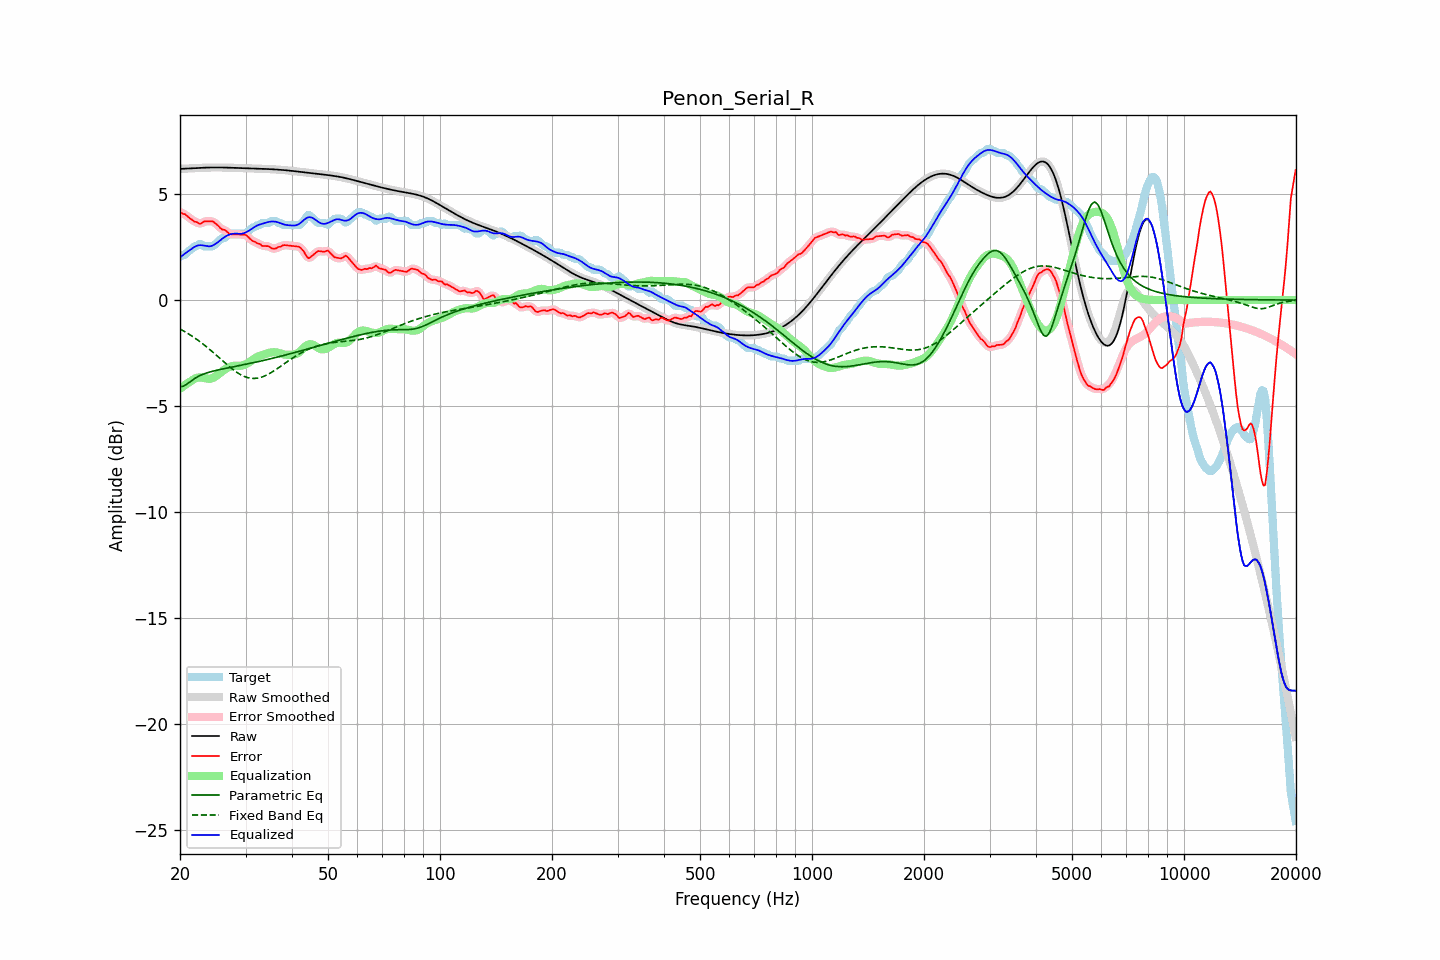 Penon_Serial_R
Amplitude (dBr)
5
0
−5
−10
−15
−20
−25
Target
Raw Smoothed
Error Smoothed
Raw
Error
Equalization
Parametric Eq
Fixed Band Eq
Equalized
20 50 100 200 500 1000 2000 5000 10000 20000
Frequency (Hz)